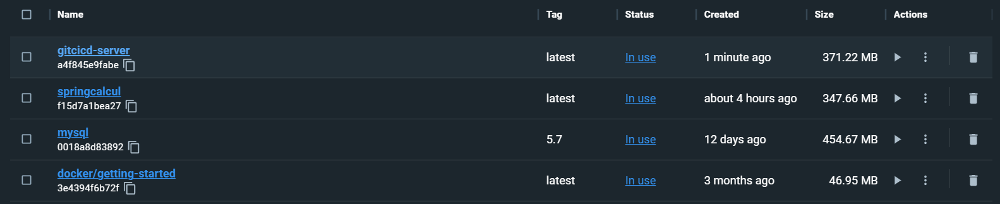 Name Tag Status Created Size Actions
gitcicd-server
a4f845e9fabe latest In use 1 minute ago 371.22 MB
springcalcul
f15d7a1bea27 latest In use about 4 hours ago 347.66 MB
mysql
0018a8d83892 5.7 In use 12 days ago 454.67 MB
docker/getting-started
3e4394f6b72f latest In use 3 months ago 46.95 MB